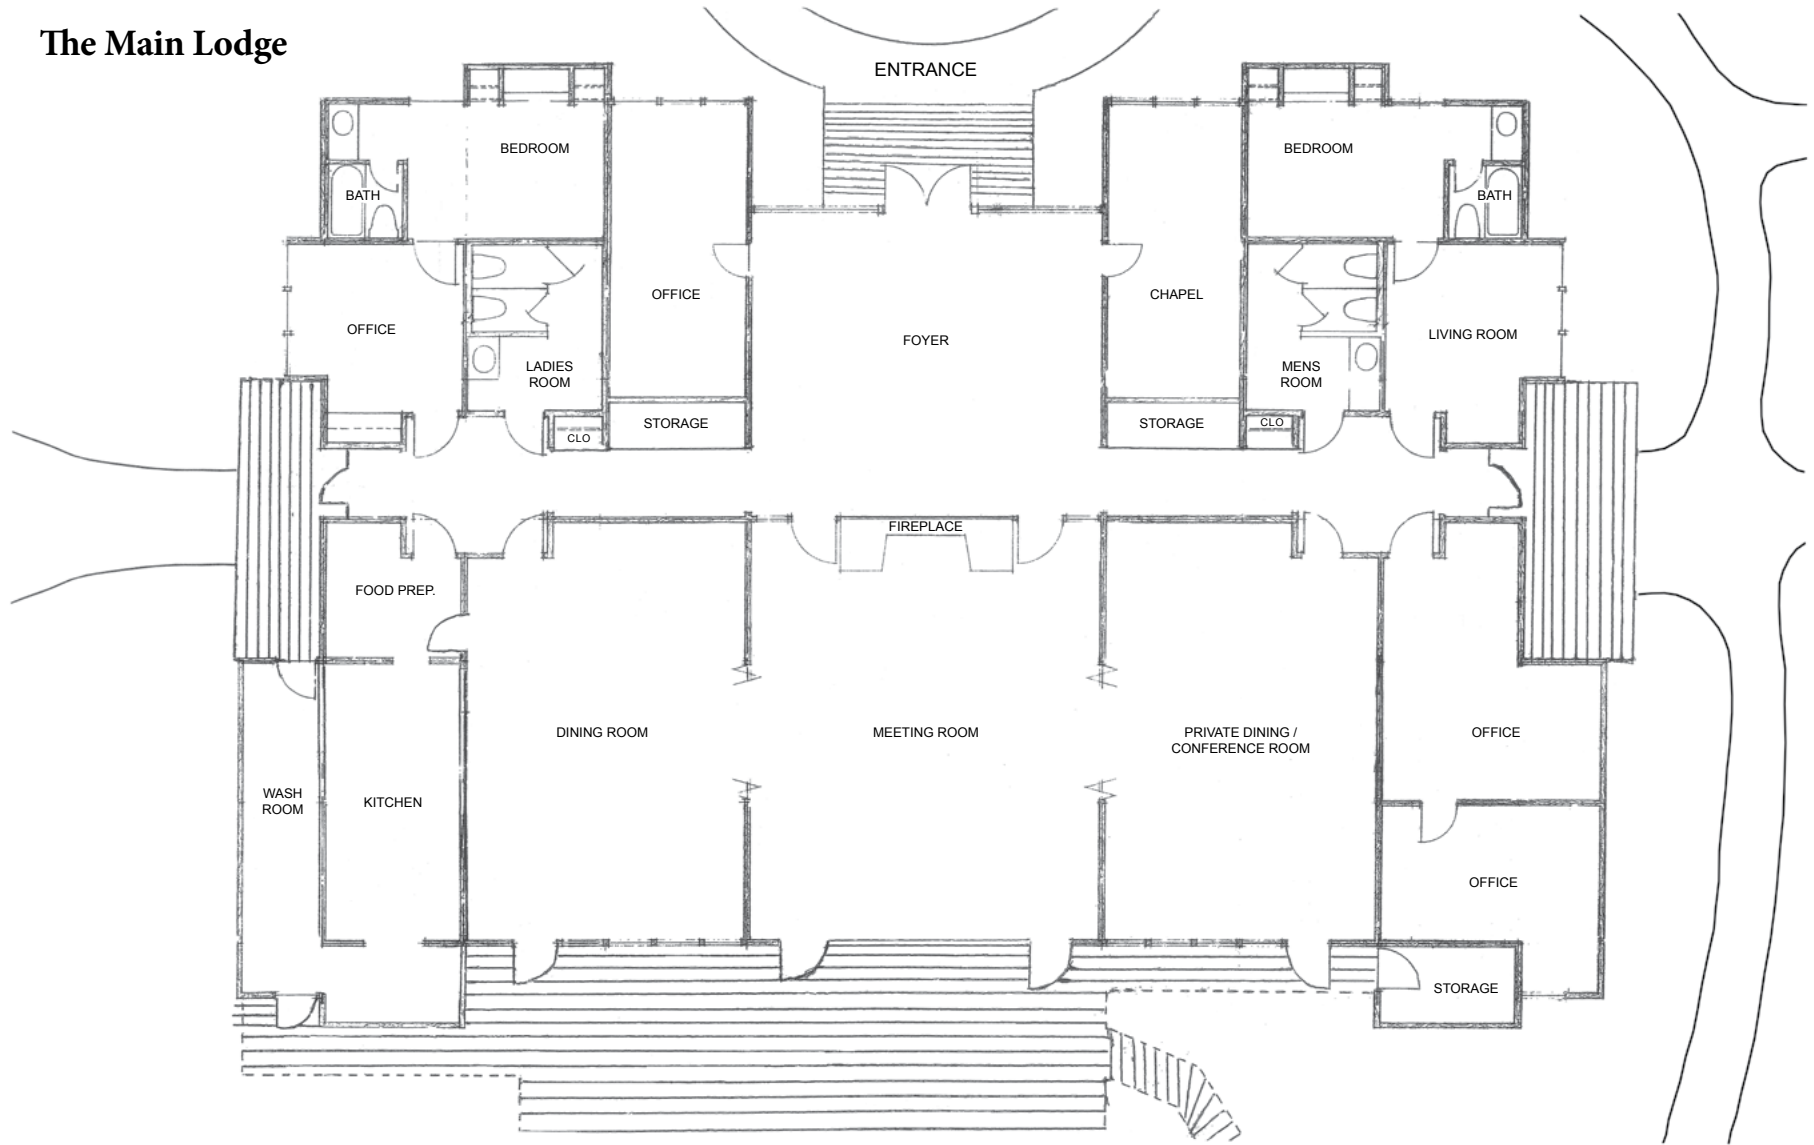 The Main Lodge
ENTRANCE
BEDROOM
BEDROOM
BATH
BATH
OFFICE
CHAPEL
OFFICE
FOYER
LIVING ROOM
LADIES
ROOM
MENS
ROOM
STORAGE
STORAGE
CLO
CLO
FIREPLACE
FOOD PREP.
DINING ROOM
MEETING ROOM
PRIVATE DINING /
CONFERENCE ROOM
OFFICE
WASH
ROOM
KITCHEN
OFFICE
STORAGE